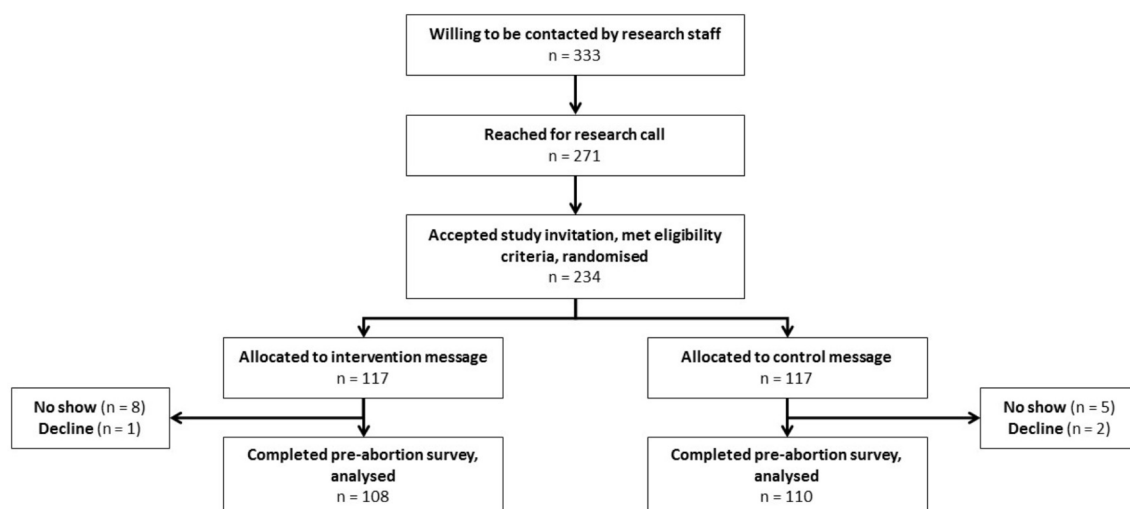 Willing to be contacted by research staff
n = 333
Reached for research call
n = 271
Accepted study invitation, met eligibility
criteria, randomised
n = 234
Allocated to intervention message
n = 117
Allocated to control message
n = 117
No show (n = 8)
Decline (n = 1)
No show (n = 5)
Decline (n = 2)
Completed pre-abortion survey,
analysed
n = 108
Completed pre-abortion survey,
analysed
n = 110